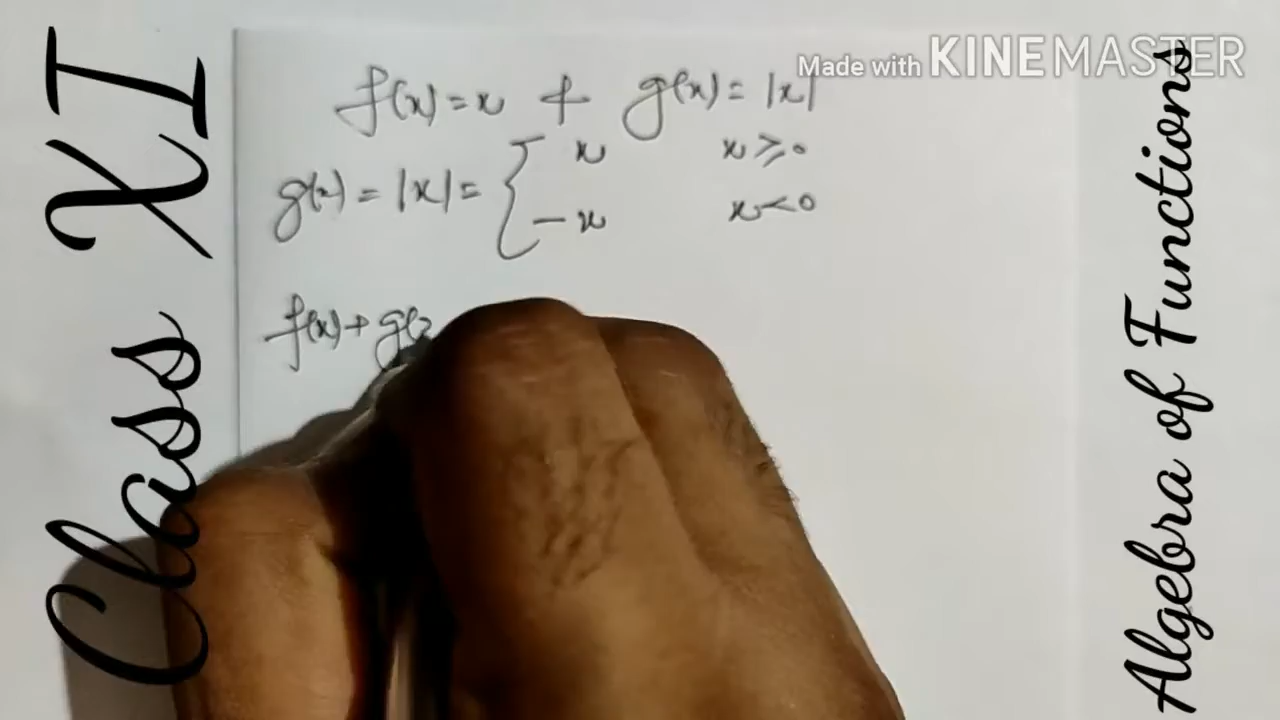 Class XI
Made with KINEMASTER
f(x) = x & g(x) = |x|
g(x) = |x| = { x x ≥ 0
-x x < 0
f(x) + g(x
Algebra of Functions